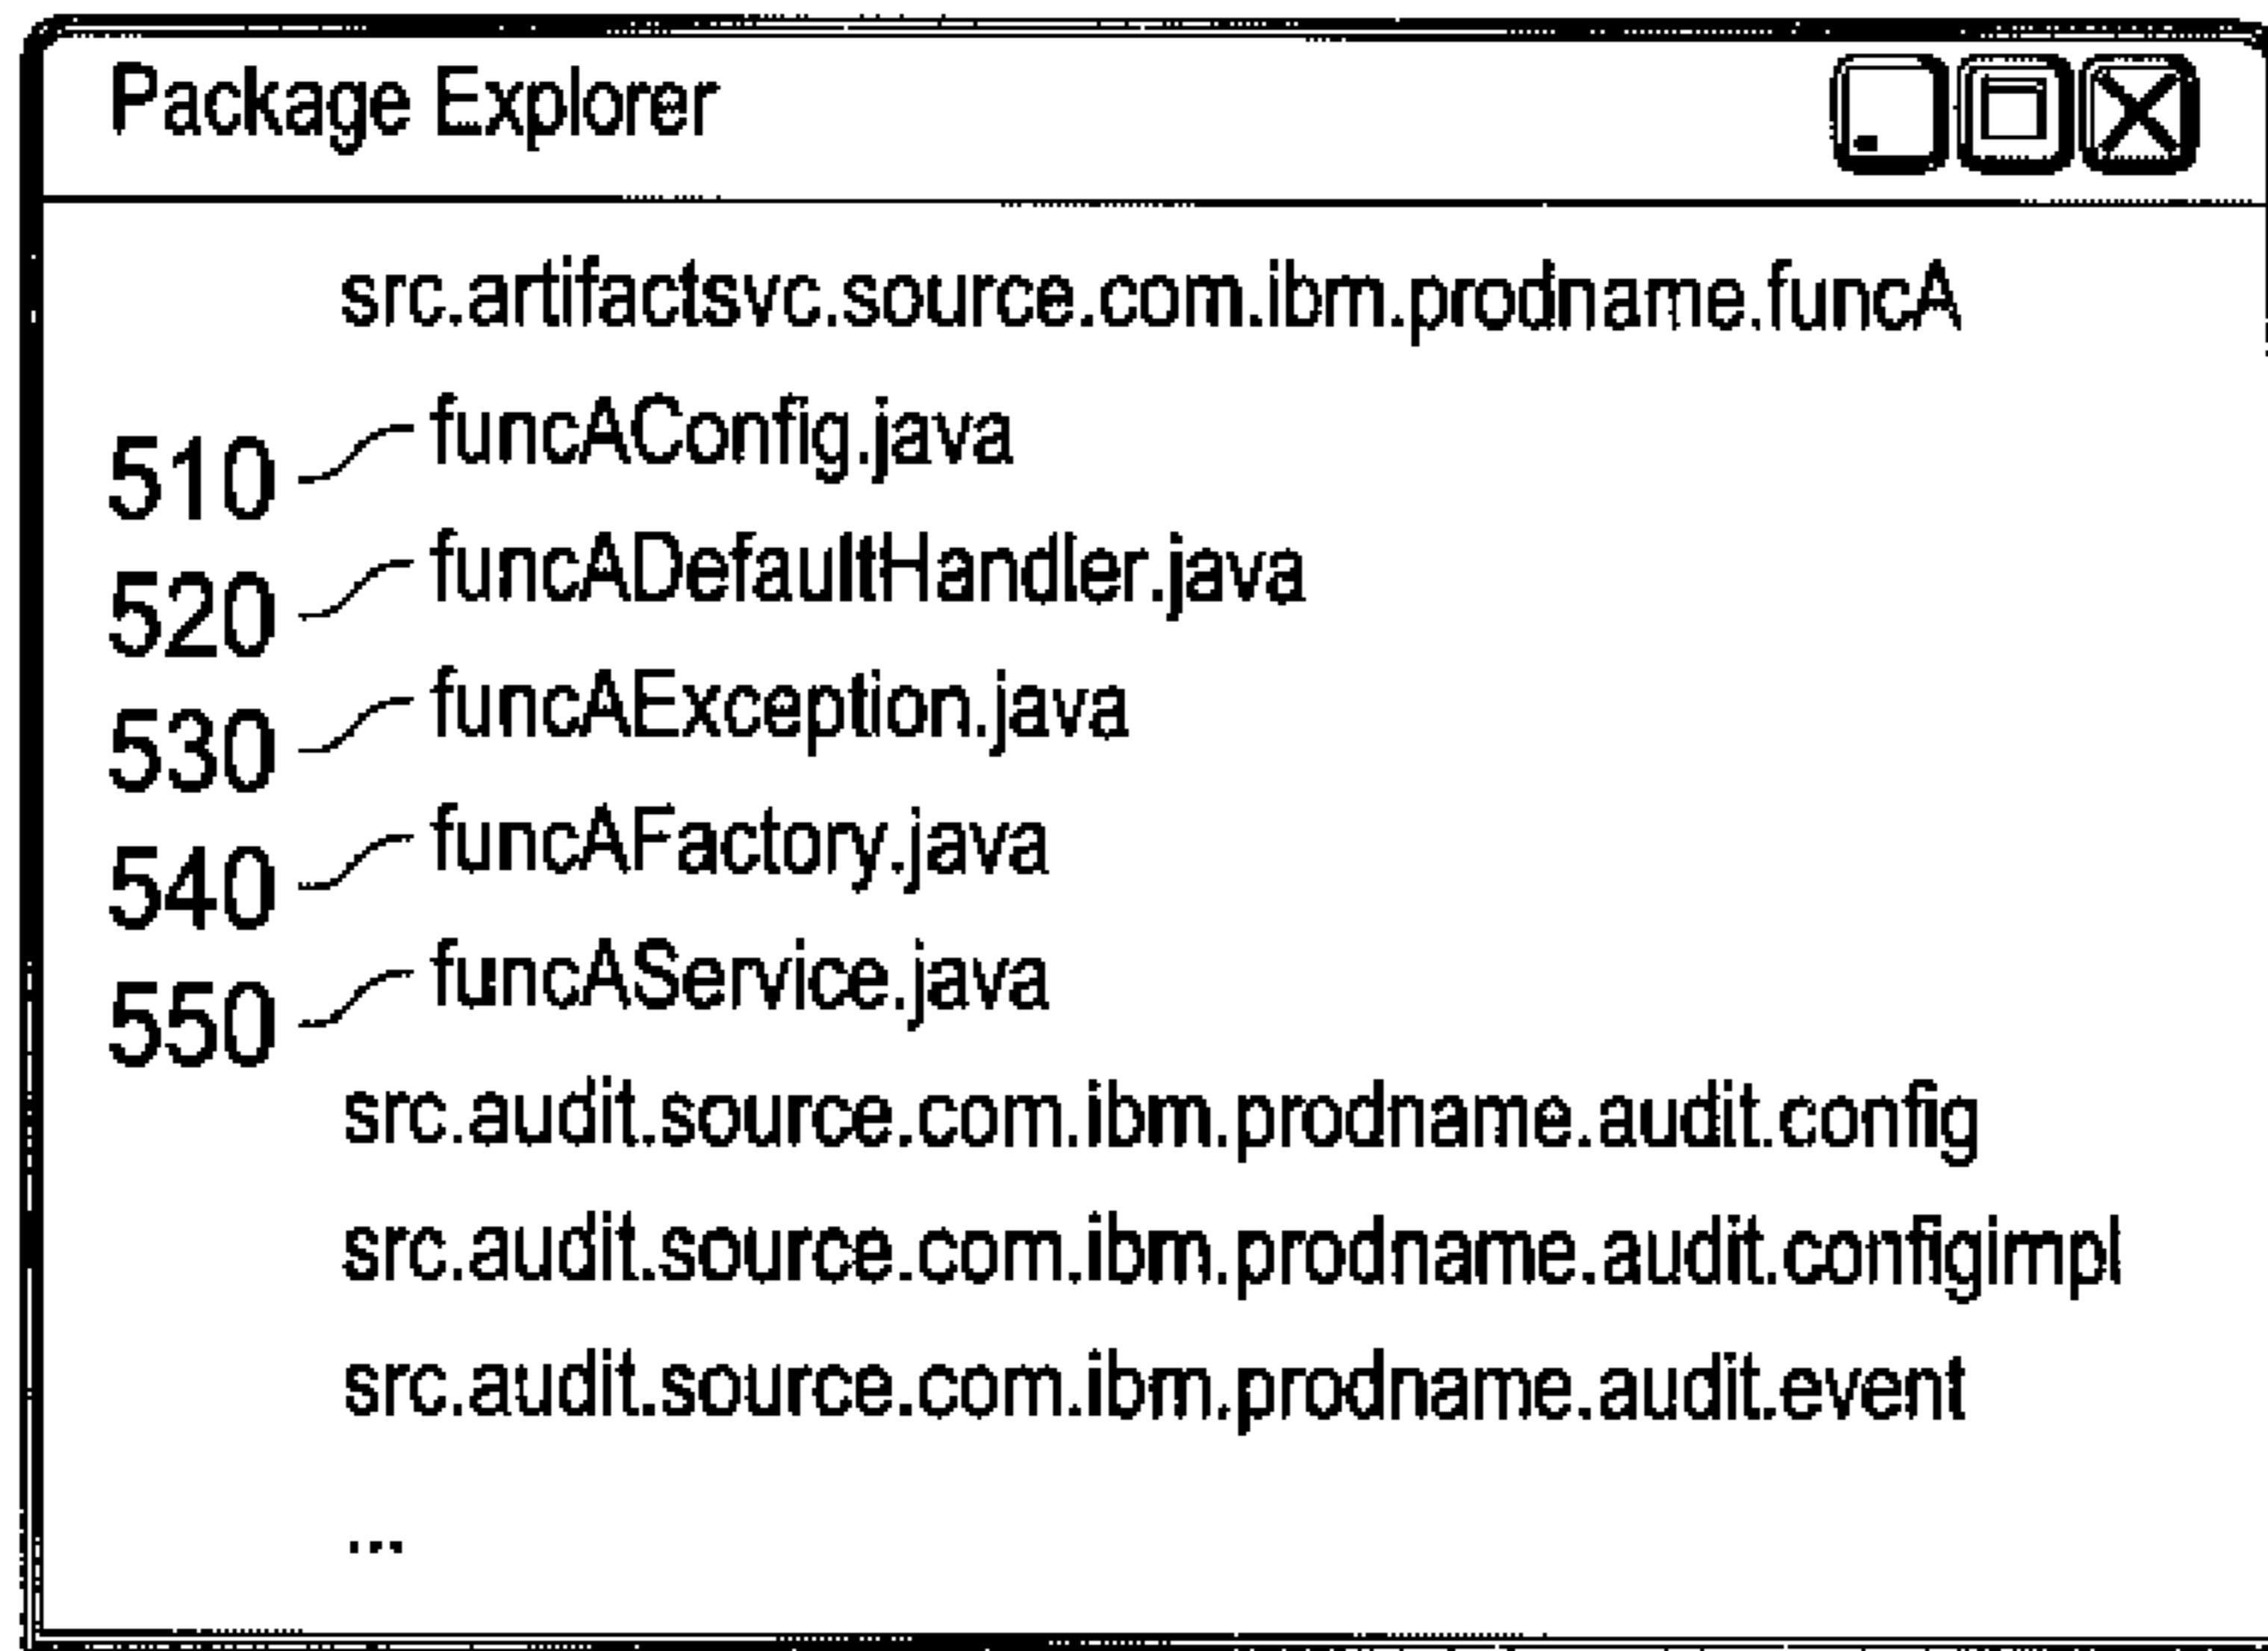 Package Explorer
src.artifactsvc.source.com.ibm.prodname.funcA
510 funcAConfig.java
520 funcADefaultHandler.java
530 funcAException.java
540 funcAFactory.java
550 funcAService.java
src.audit.source.com.ibm.prodname.audit.config
src.audit.source.com.ibm.prodname.audit.configimpl
src.audit.source.com.ibm.prodname.audit.event
...